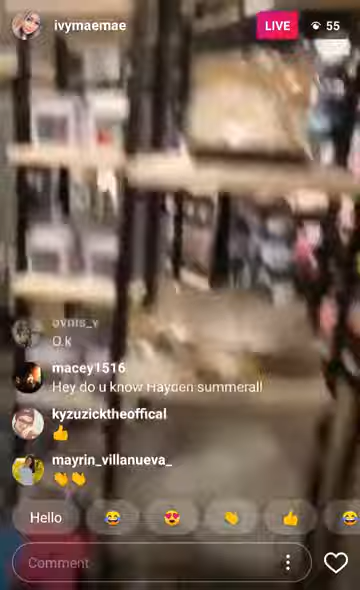 ivymaemae
LIVE
55
O.k
macey1516
Hey do u know Hayden summerall
kyzuzicktheoffical
👍
mayrin_villanueva_
👏👏
Hello 😂 😍 👏 👍 😂
Comment